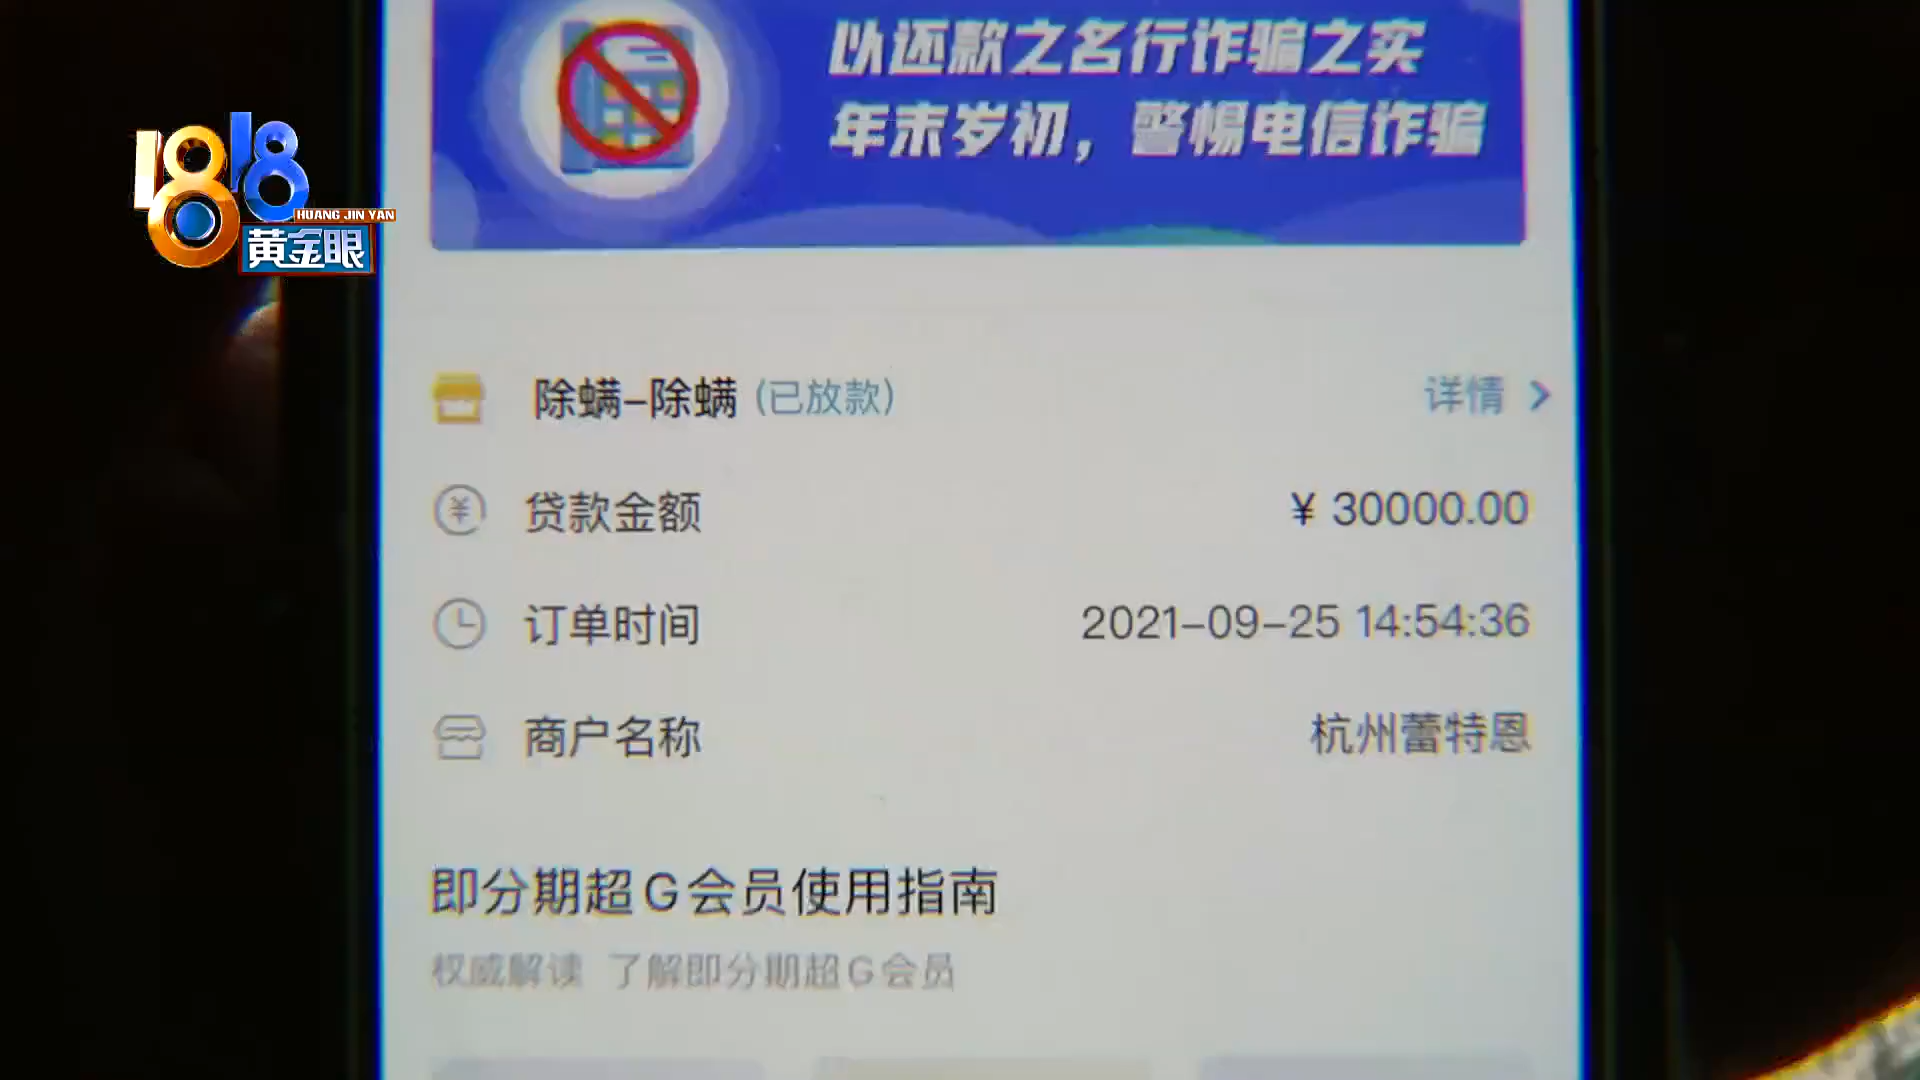 以还款之名行诈骗之实
年末岁初，警惕电信诈骗
1818
HUANG JIN YAN
黄金眼
除螨-除螨 (已放款)
详情 >
贷款金额
¥ 30000.00
订单时间
2021-09-25 14:54:36
商户名称
杭州蕾特恩
即分期超G会员使用指南
权威解读 了解即分期超G会员